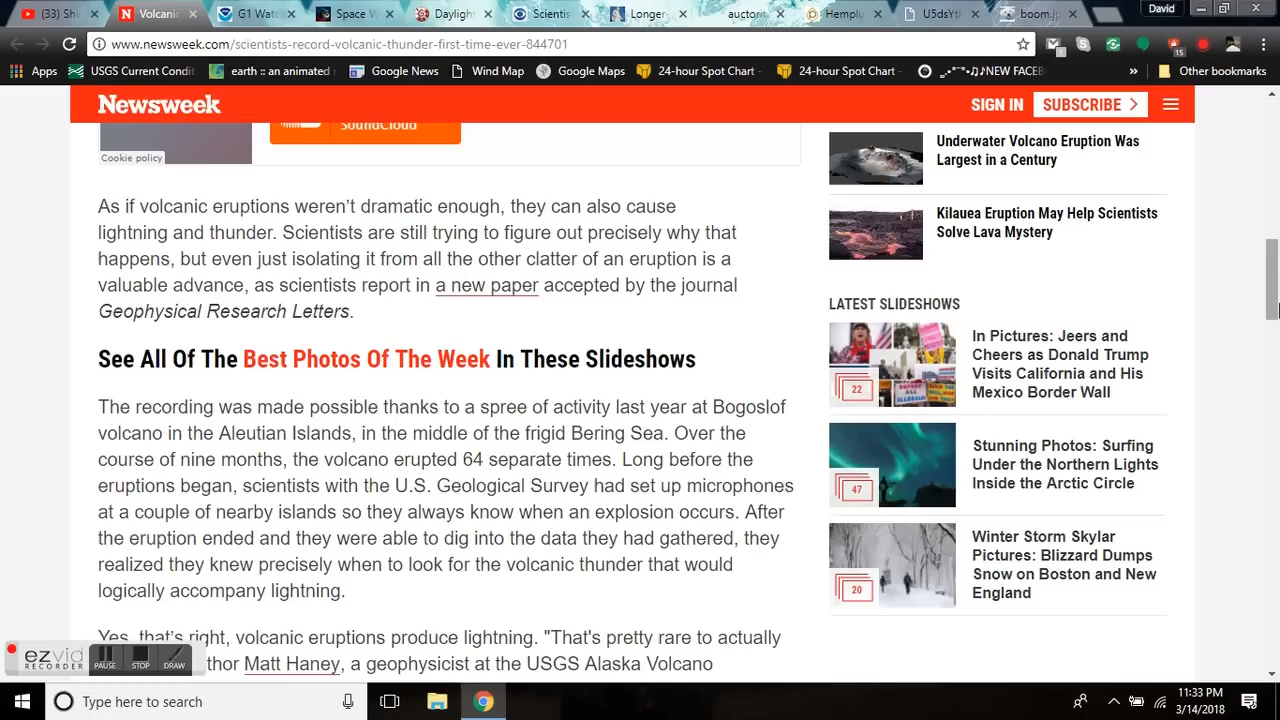 (33) Sh
Volcanic
G1 Wate
Space W
Dayligh
Scientis
Longer-
auctorit
Hemplu
U5dsYth
boom.jp
David
www.newsweek.com/scientists-record-volcanic-thunder-first-time-ever-844701
15
Apps
USGS Current Condit
earth :: an animated
Google News
Wind Map
Google Maps
24-hour Spot Chart -
24-hour Spot Chart -
NEW FACEB
»
Other bookmarks
Newsweek
SIGN IN
SUBSCRIBE
SoundCloud
Cookie policy
As if volcanic eruptions weren't dramatic enough, they can also cause
lightning and thunder. Scientists are still trying to figure out precisely why that
happens, but even just isolating it from all the other clatter of an eruption is a
valuable advance, as scientists report in a new paper accepted by the journal
Geophysical Research Letters.
See All Of The Best Photos Of The Week In These Slideshows
The recording was made possible thanks to a spree of activity last year at Bogoslof
volcano in the Aleutian Islands, in the middle of the frigid Bering Sea. Over the
course of nine months, the volcano erupted 64 separate times. Long before the
eruptions began, scientists with the U.S. Geological Survey had set up microphones
at a couple of nearby islands so they always know when an explosion occurs. After
the eruption ended and they were able to dig into the data they had gathered, they
realized they knew precisely when to look for the volcanic thunder that would
logically accompany lightning.
Yes, that's right, volcanic eruptions produce lightning. "That's pretty rare to actually
thor Matt Haney, a geophysicist at the USGS Alaska Volcano
Underwater Volcano Eruption Was
Largest in a Century
Kilauea Eruption May Help Scientists
Solve Lava Mystery
LATEST SLIDESHOWS
22
In Pictures: Jeers and
Cheers as Donald Trump
Visits California and His
Mexico Border Wall
47
Stunning Photos: Surfing
Under the Northern Lights
Inside the Arctic Circle
20
Winter Storm Skylar
Pictures: Blizzard Dumps
Snow on Boston and New
England
ezvid
RECORDER
PAUSE
STOP
DRAW
Type here to search
11:33 PM
3/14/2018